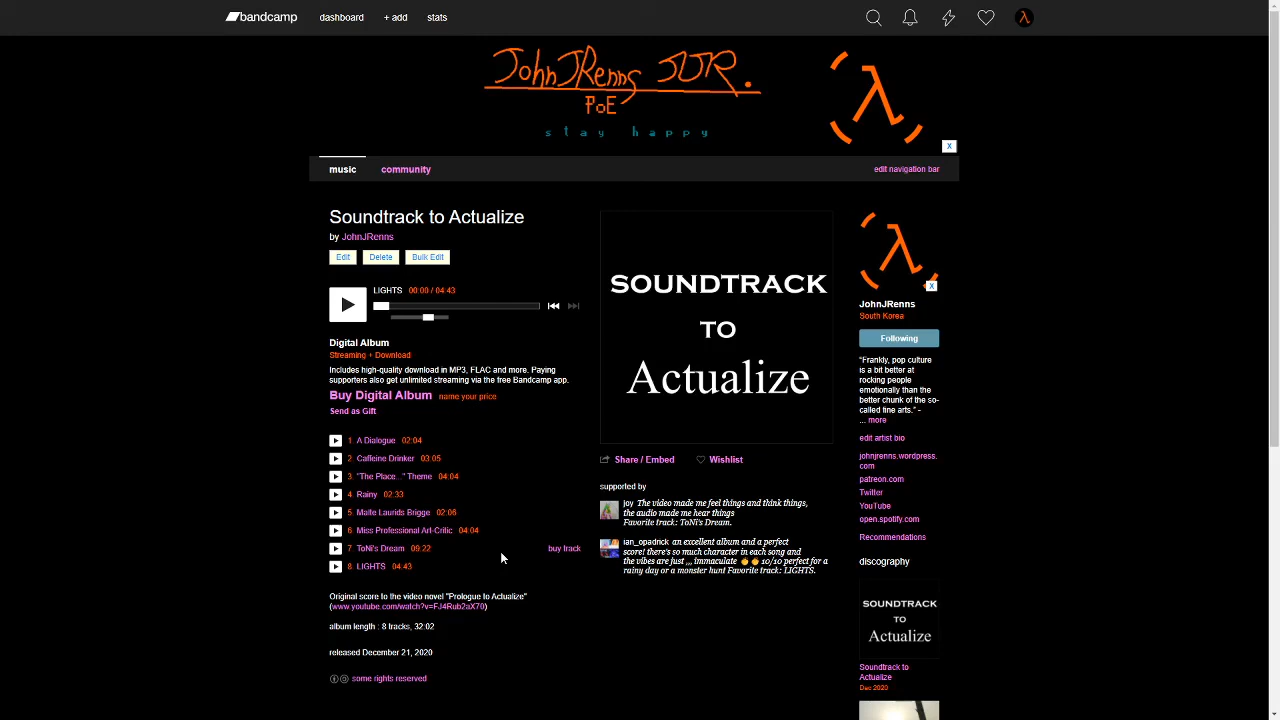 bandcamp dashboard + add stats
JohnJRenns JJR.
PoE
stay happy
X
music community edit navigation bar
Soundtrack to Actualize
by JohnJRenns
Edit Delete Bulk Edit
LIGHTS 00:00 / 04:43
Digital Album
Streaming + Download
Includes high-quality download in MP3, FLAC and more. Paying
supporters also get unlimited streaming via the free Bandcamp app.
Buy Digital Album name your price
Send as Gift
1. A Dialogue 02:04
2. Caffeine Drinker 03:05
3. "The Place..." Theme 04:04
4. Rainy 02:33
5. Malte Laurids Brigge 02:06
6. Miss Professional Art-Critic 04:04
7. ToNi's Dream 09:22 buy track
8. LIGHTS 04:43
Original score to the video novel "Prologue to Actualize"
(www.youtube.com/watch?v=FJ4Rub2aX70)
album length : 8 tracks, 32:02
released December 21, 2020
some rights reserved
SOUNDTRACK
TO
Actualize
Share / Embed Wishlist
supported by
joy The video made me feel things and think things,
the audio made me hear things
Favorite track: ToNi's Dream.
ian_opadrick an excellent album and a perfect
score! there's so much character in each song and
the vibes are just ,,, immaculate 👏👏 10/10 perfect for a
rainy day or a monster hunt Favorite track: LIGHTS.
λ
X
JohnJRenns
South Korea
Following
"Frankly, pop culture
is a bit better at
rocking people
emotionally than the
better chunk of the so-
called fine arts." -
... more
edit artist bio
johnjrenns.wordpress.
com
patreon.com
Twitter
YouTube
open.spotify.com
Recommendations
discography
SOUNDTRACK
TO
Actualize
Soundtrack to
Actualize
Dec 2020